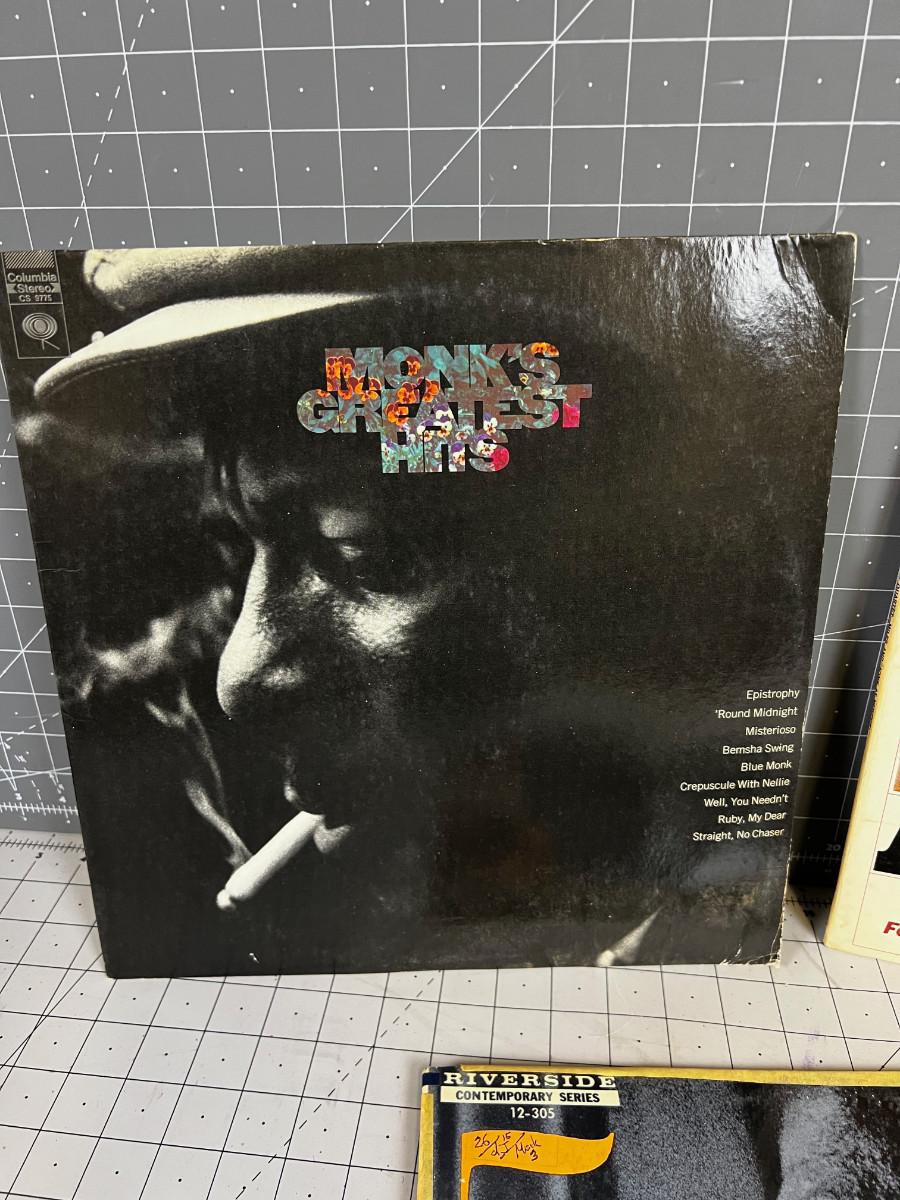 Columbia
Stereo
CS 9775
MONK'S
GREATEST
HITS
Epistrophy
'Round Midnight
Misterioso
Bemsha Swing
Blue Monk
Crepuscule With Nellie
Well, You Needn't
Ruby, My Dear
Straight, No Chaser
20
RIVERSIDE
CONTEMPORARY SERIES
12-305